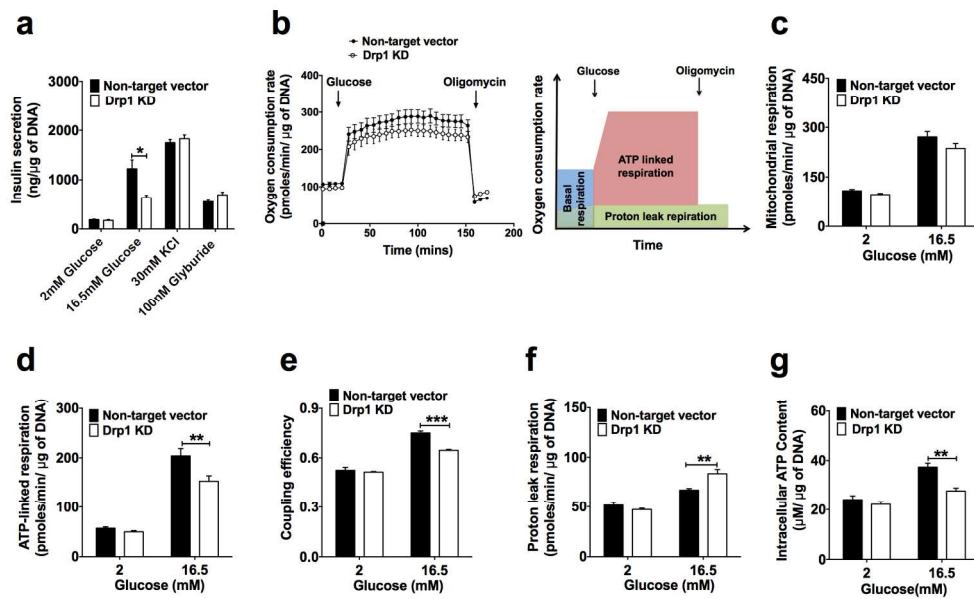 a
Non-target vector
Drp1 KD
Insulin secretion
(ng/µg of DNA)
3000
2000
1000
0
2mM Glucose
16.5mM Glucose
30mM KCl
100nM Glyburide
*
b
Non-target vector
Drp1 KD
Glucose
Oligomycin
Oxygen consumption rate
(pmoles/min/ µg of DNA)
400
300
200
100
0
0
50
100
150
200
Time (mins)
Glucose
Oligomycin
Oxygen consumption rate
Basal
respiration
ATP linked
respiration
Proton leak repiration
Time
c
Non-target vector
Drp1 KD
Mitochondrial respiration
(pmoles/min/ µg of DNA)
450
300
150
0
2
16.5
Glucose (mM)
d
Non-target vector
Drp1 KD
ATP-linked respiration
(pmoles/min/ µg of DNA)
300
200
100
0
**
2
16.5
Glucose (mM)
e
Non-target vector
Drp1 KD
Coupling efficiency
0.9
0.6
0.3
0.0
***
2
16.5
Glucose (mM)
f
Non-target vector
Drp1 KD
Proton leak respiration
(pmoles/min/ µg of DNA)
150
100
50
0
**
2
16.5
Glucose (mM)
g
Non-target vector
Drp1 KD
Intracellular ATP Content
(µM/ µg of DNA)
60
40
20
0
**
2
16.5
Glucose(mM)